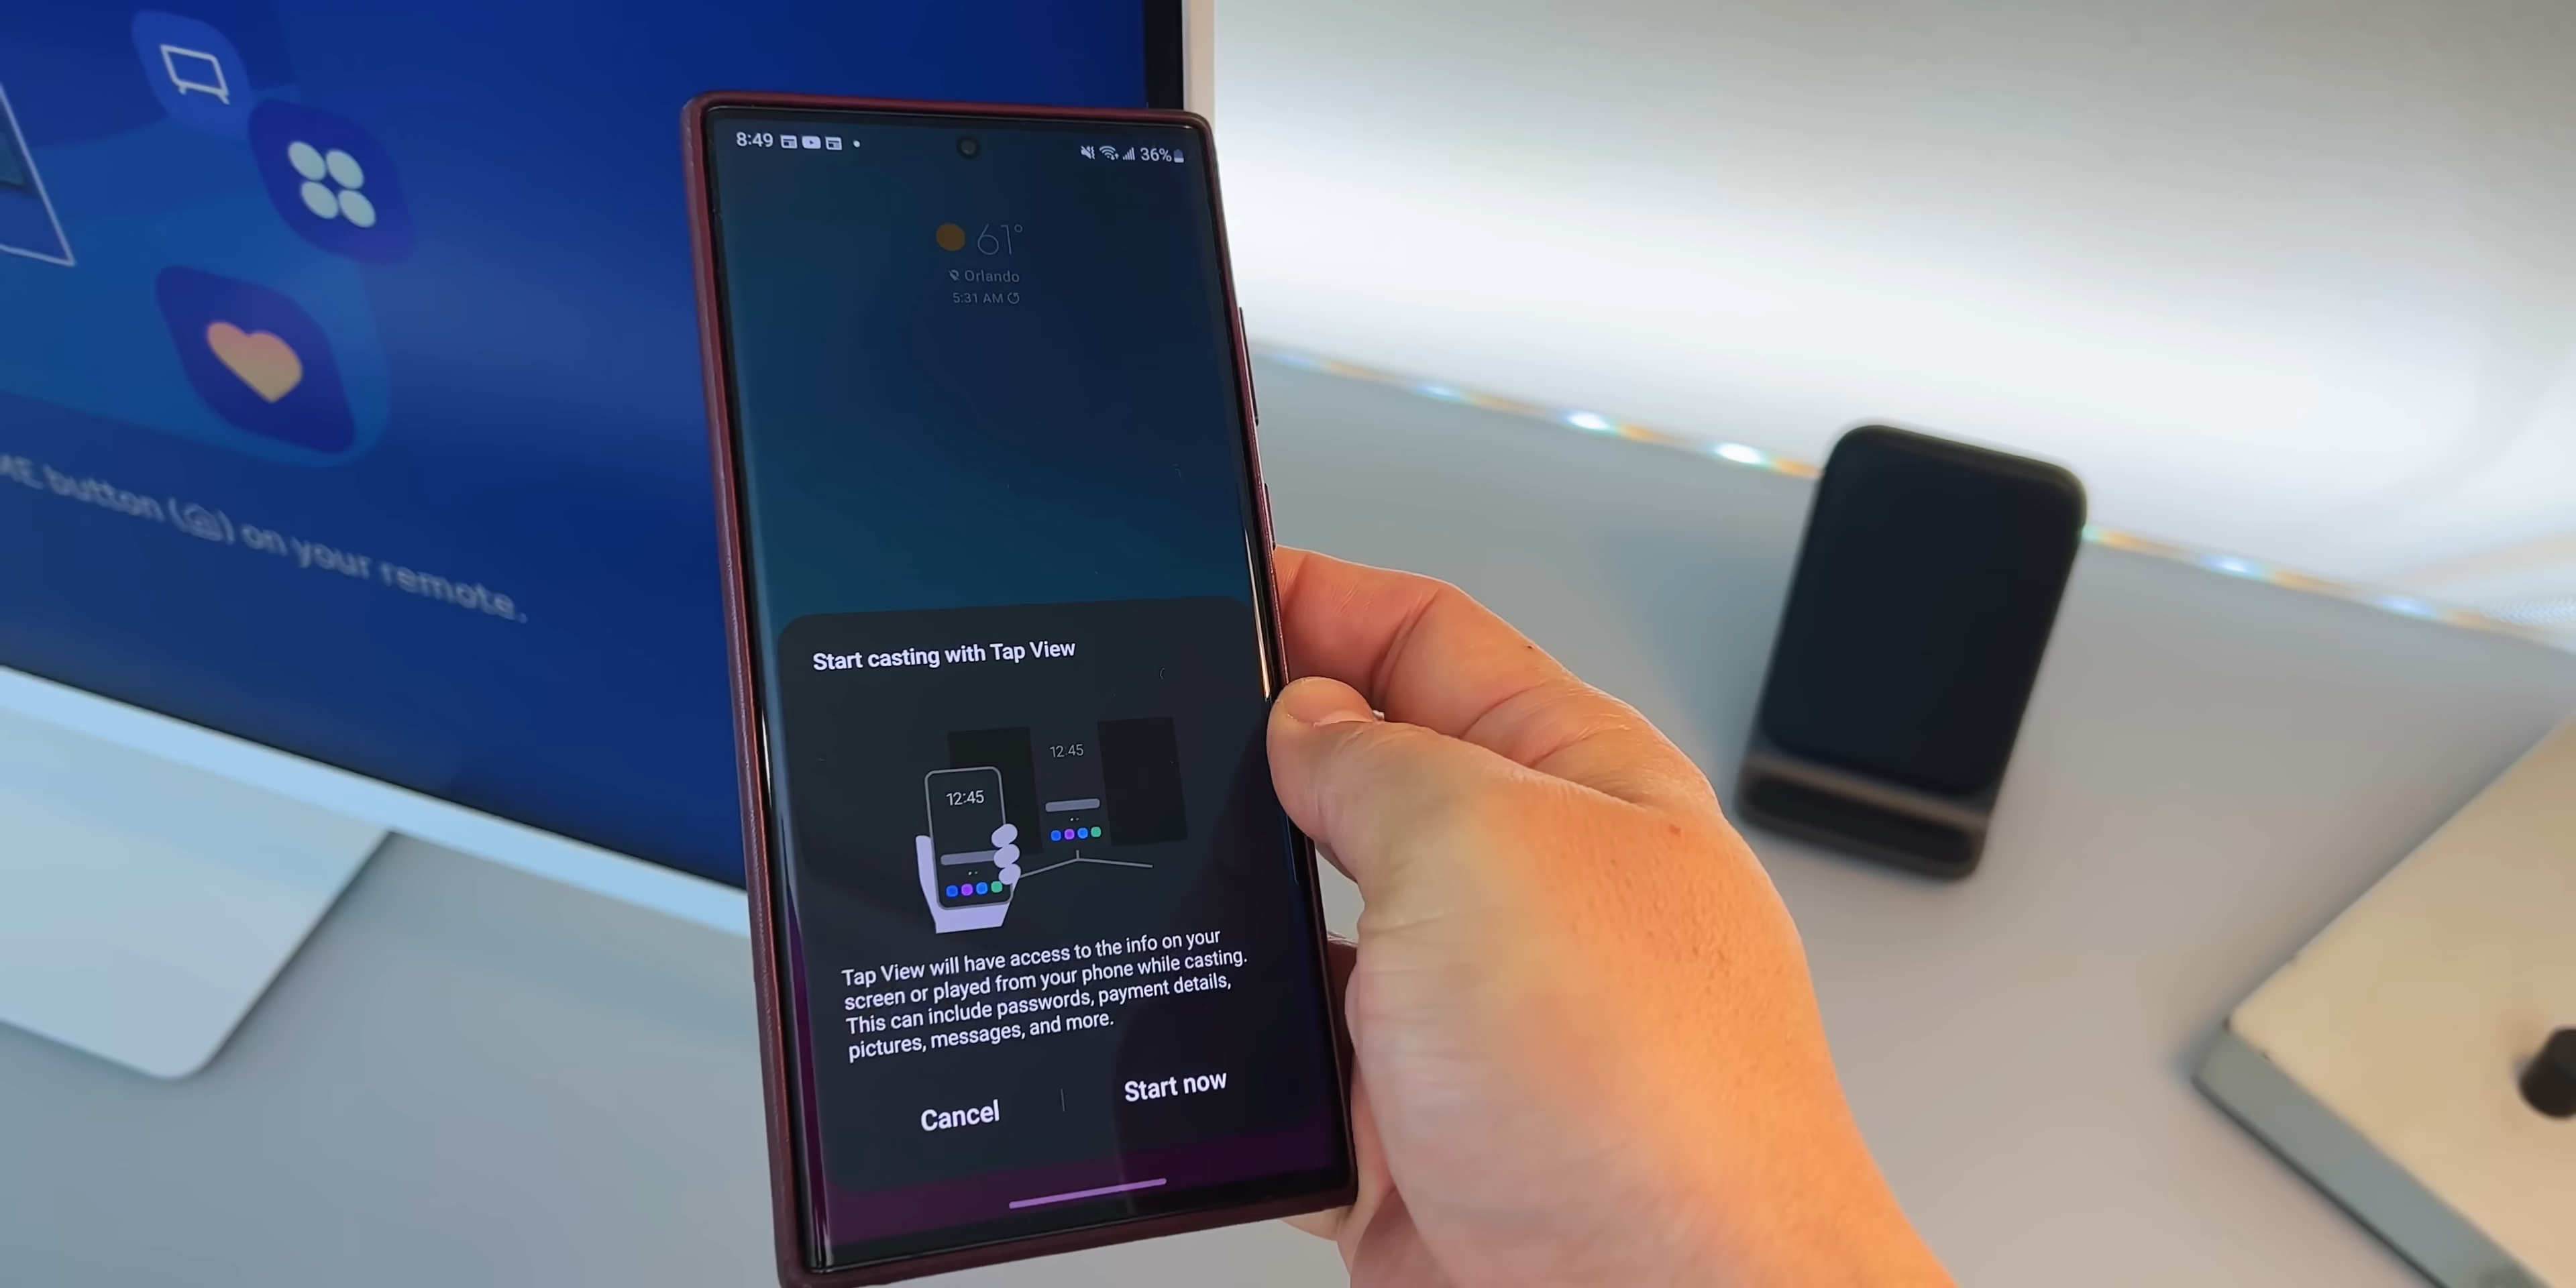 8:49
36%
61°
Orlando
5:31 AM
button ( ) on your remote.
Start casting with Tap View
12:45
12:45
Tap View will have access to the info on your
screen or played from your phone while casting.
This can include passwords, payment details,
pictures, messages, and more.
Cancel
Start now